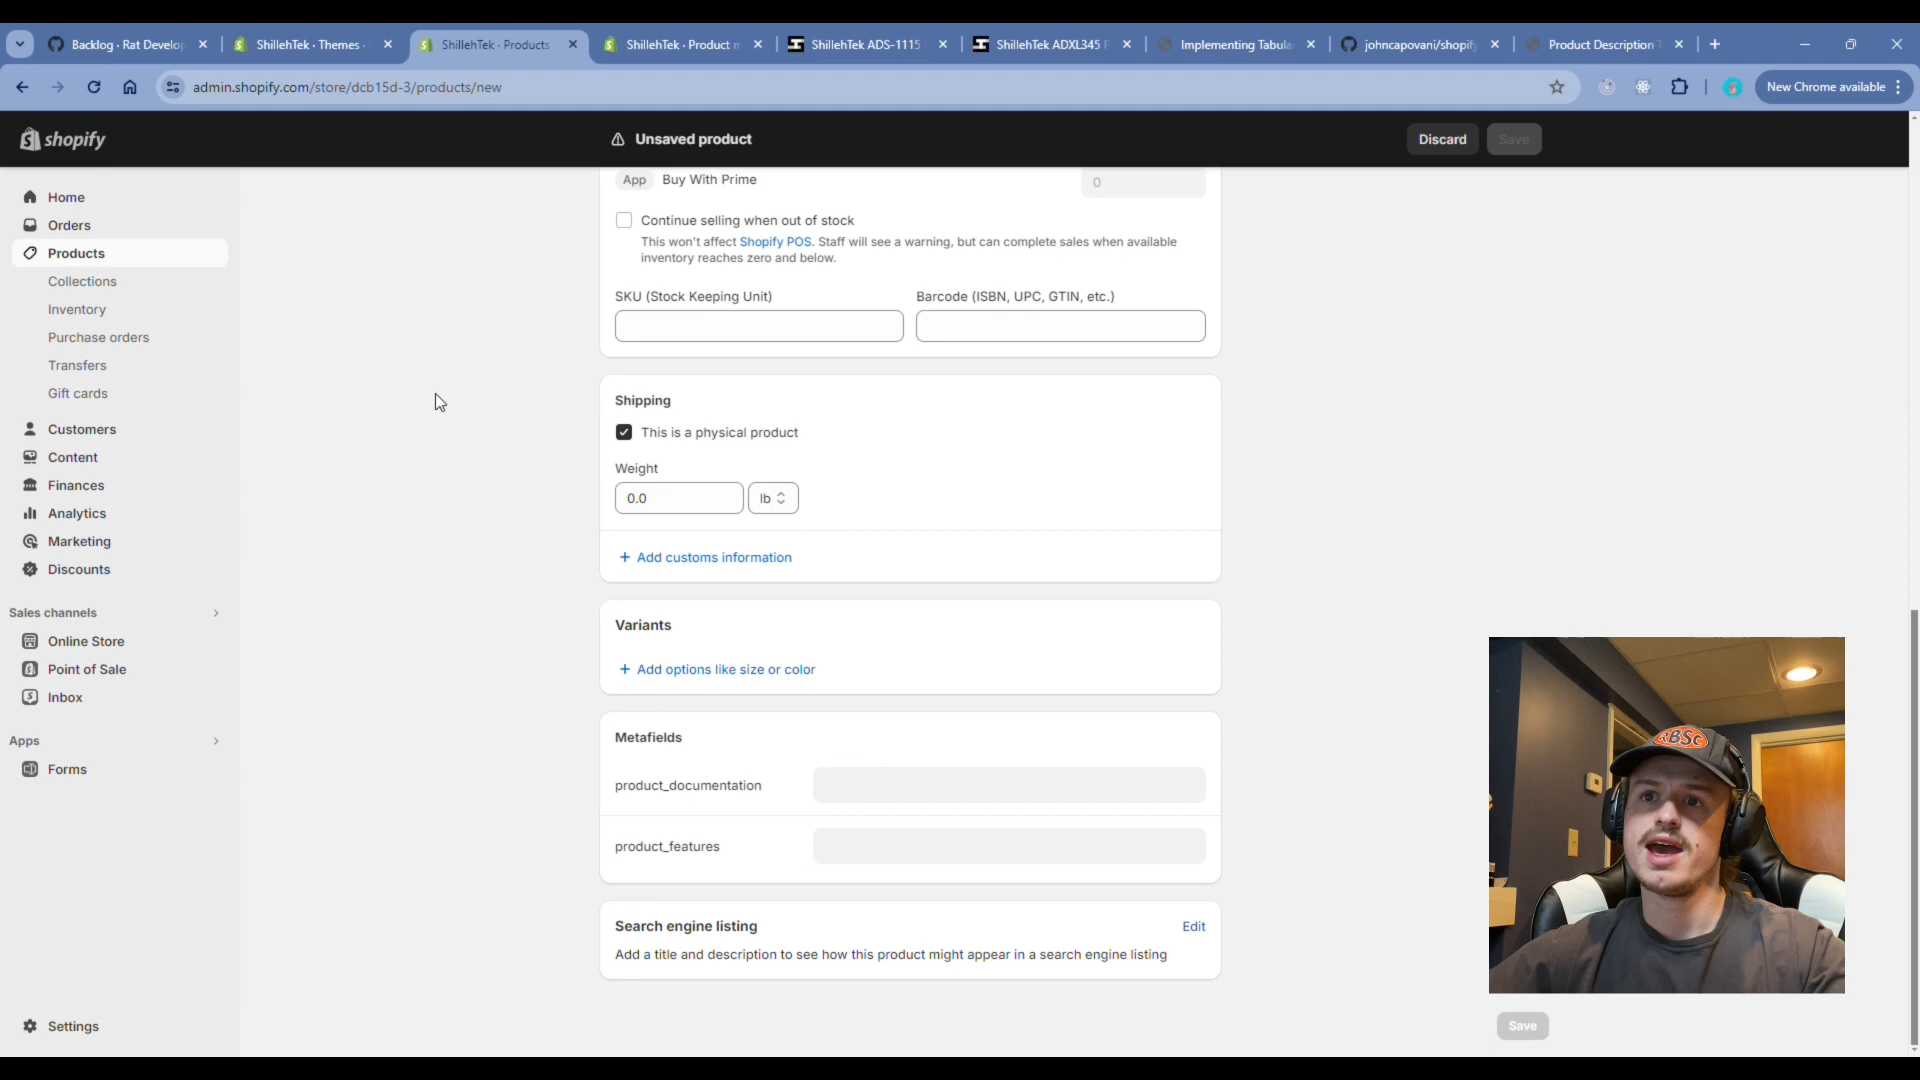 Backlog · Rat Develop
ShillehTek · Themes ·
ShillehTek · Products
ShillehTek · Product m
ShillehTek ADS-1115
ShillehTek ADXL345 P
Implementing Tabula
johncapovani/shopify
Product Description T
admin.shopify.com/store/dcb15d-3/products/new
New Chrome available
shopify
Unsaved product
Discard
Save
Home
Orders
Products
Collections
Inventory
Purchase orders
Transfers
Gift cards
Customers
Content
Finances
Analytics
Marketing
Discounts
Sales channels
Online Store
Point of Sale
Inbox
Apps
Forms
Settings
App Buy With Prime
0
Continue selling when out of stock
This won't affect Shopify POS. Staff will see a warning, but can complete sales when available
inventory reaches zero and below.
SKU (Stock Keeping Unit)
Barcode (ISBN, UPC, GTIN, etc.)
Shipping
This is a physical product
Weight
0.0
lb
+ Add customs information
Variants
+ Add options like size or color
Metafields
product_documentation
product_features
Search engine listing
Edit
Add a title and description to see how this product might appear in a search engine listing
RBSC
Save